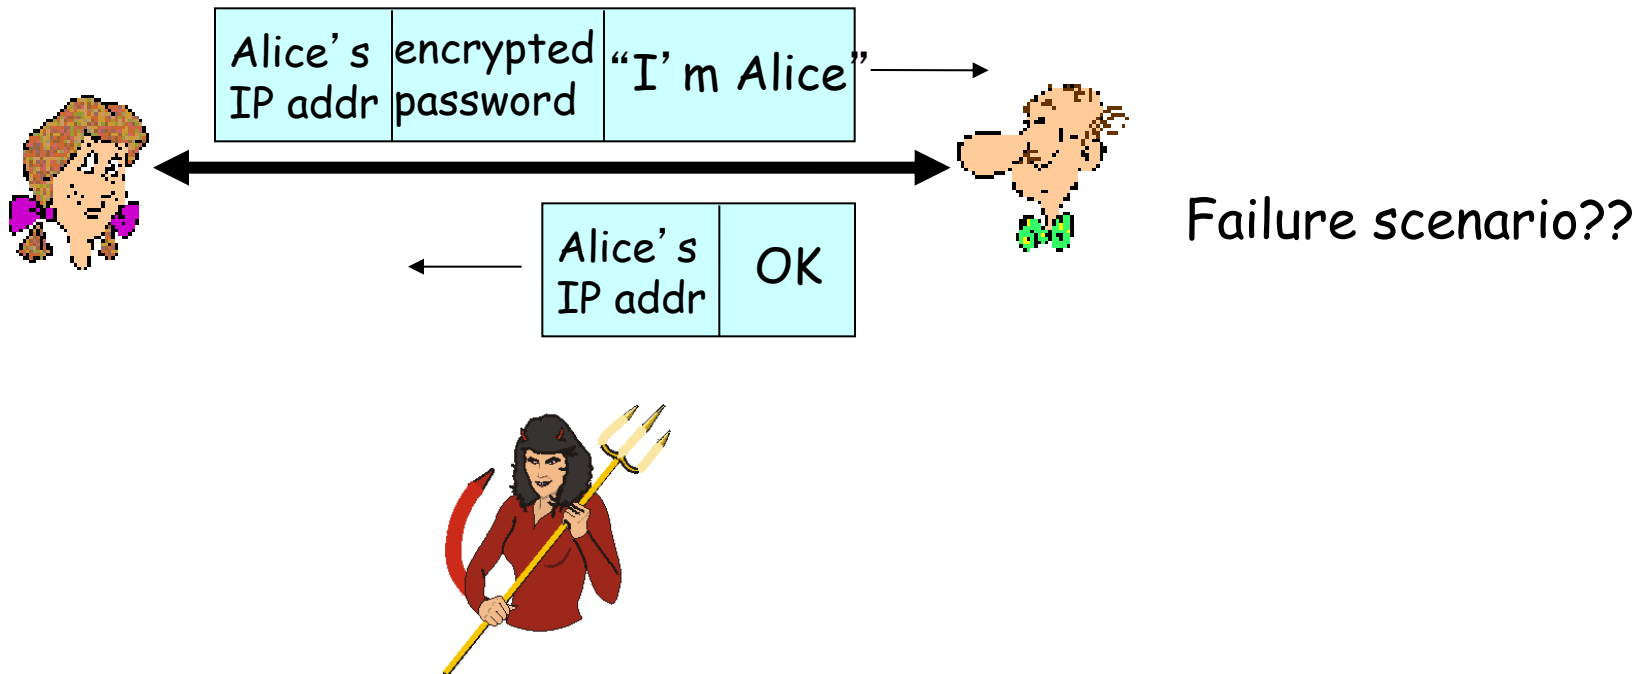 Alice’s
IP addr
encrypted
password
“I’m Alice”
Alice’s
IP addr
OK
Failure scenario??